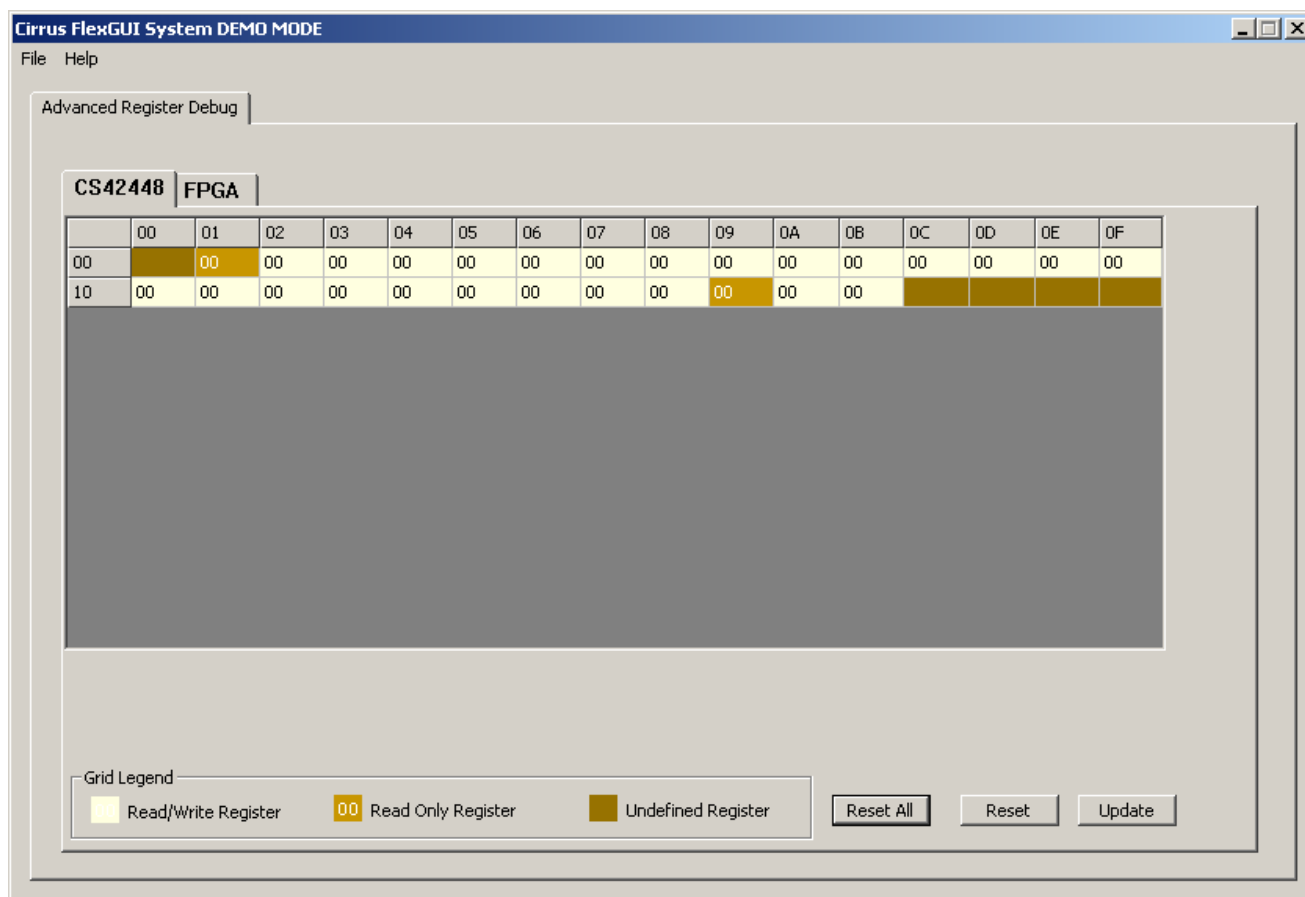 Cirrus FlexGUI System DEMO MODE
File Help
Advanced Register Debug
CS42448 FPGA
00 01 02 03 04 05 06 07 08 09 0A 0B 0C 0D 0E 0F
00 00 00 00 00 00 00 00 00 00 00 00 00 00 00 00
10 00 00 00 00 00 00 00 00 00 00 00 00
Grid Legend
Read/Write Register 00 Read Only Register Undefined Register Reset All Reset Update